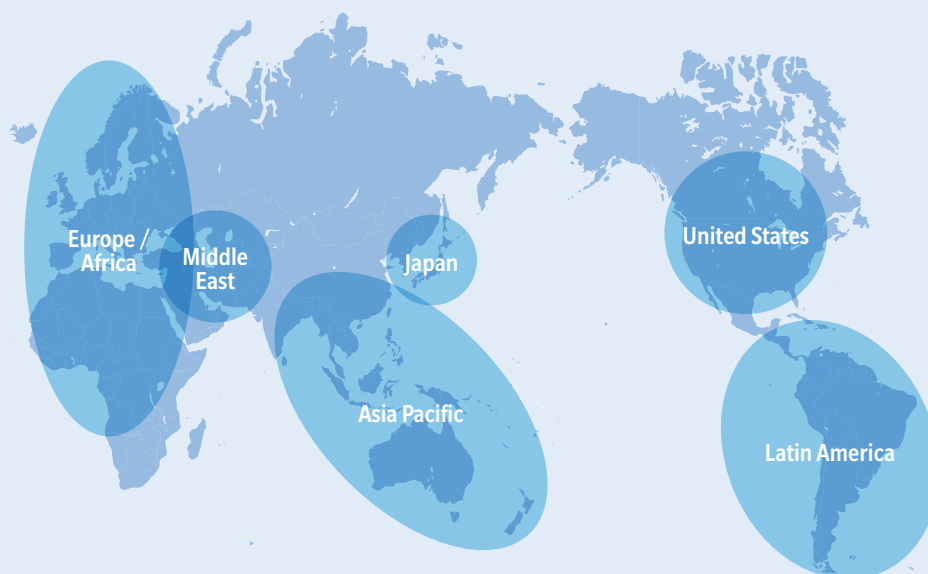 Europe /
Africa
Middle
East
Japan
United States
Asia Pacific
Latin America